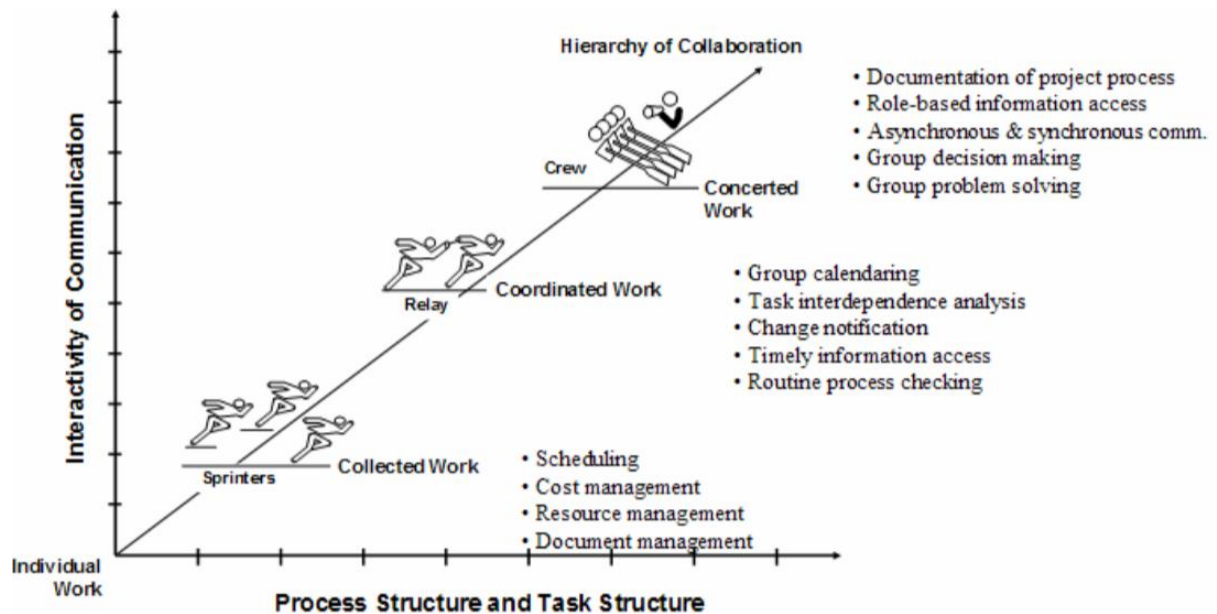 Hierarchy of Collaboration
• Documentation of project process
• Role-based information access
• Asynchronous & synchronous comm.
• Group decision making
• Group problem solving
Crew
Concerted
Work
• Group calendaring
• Task interdependence analysis
• Change notification
• Timely information access
• Routine process checking
Relay
Coordinated Work
Sprinters
Collected Work
• Scheduling
• Cost management
• Resource management
• Document management
Interactivity of Communication
Individual
Work
Process Structure and Task Structure